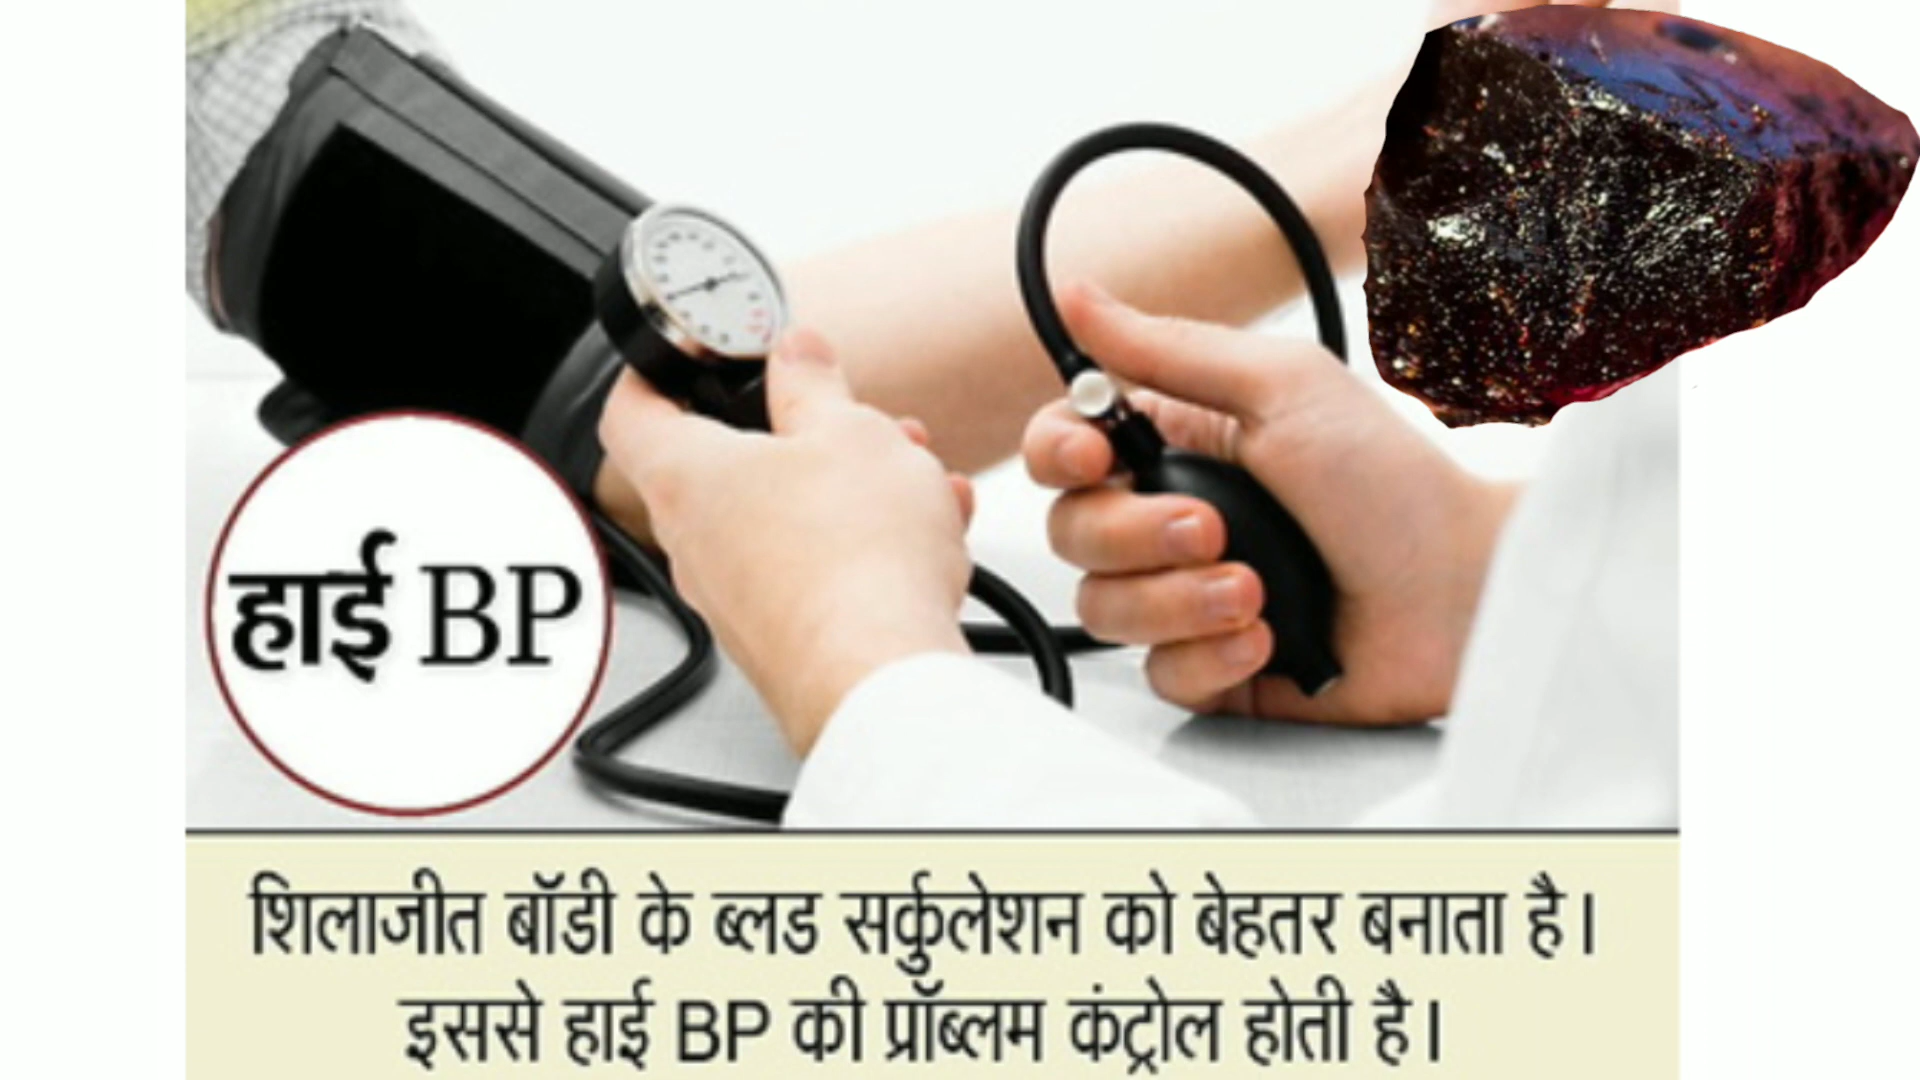 हाई BP
शिलाजीत बॉडी के ब्लड सर्कुलेशन को बेहतर बनाता है।
इससे हाई BP की प्रॉब्लम कंट्रोल होती है।